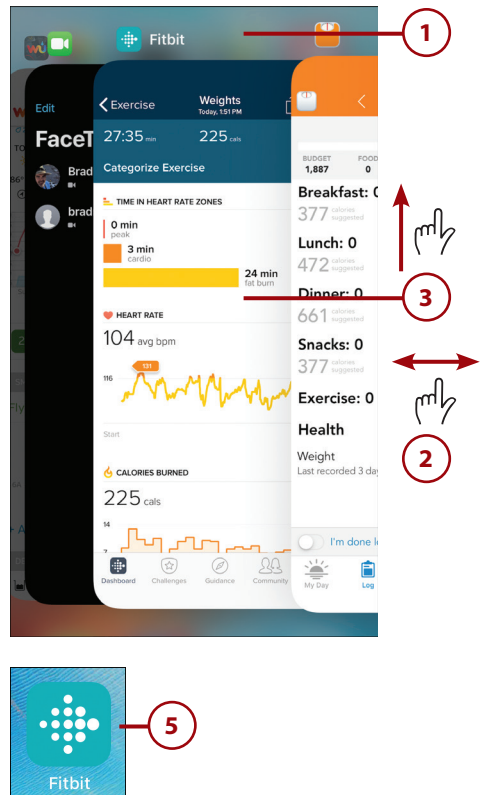 1
wu
Fitbit
Edit
FaceT
Brad
brad
Exercise
Weights
Today, 1:51 PM
27:35 min
225 cals
Categorize Exercise
TIME IN HEART RATE ZONES
0 min
peak
3 min
cardio
24 min
fat burn
HEART RATE
104 avg bpm
131
116
Start
CALORIES BURNED
225 cals
14
7
Dashboard
Challenges
Guidance
Community
BUDGET
FOOD
1,887
0
Breakfast: 0
377 calories suggested
Lunch: 0
472 calories suggested
Dinner: 0
661 calories suggested
Snacks: 0
377 calories suggested
Exercise: 0
Health
Weight
Last recorded 3 day
I'm done l
My Day
Log
3
2
5
Fitbit